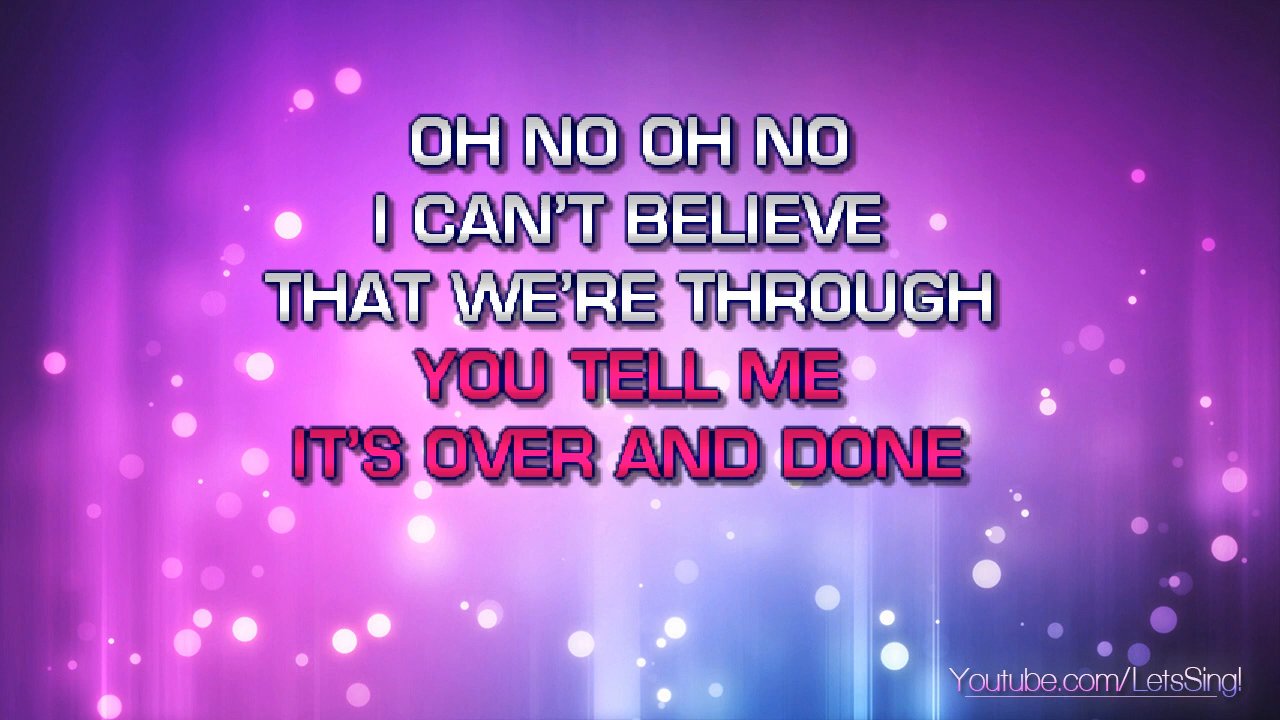 OH NO OH NO
I CAN'T BELIEVE
THAT WE'RE THROUGH
YOU TELL ME
IT'S OVER AND DONE
Youtube.com/LetsSing!